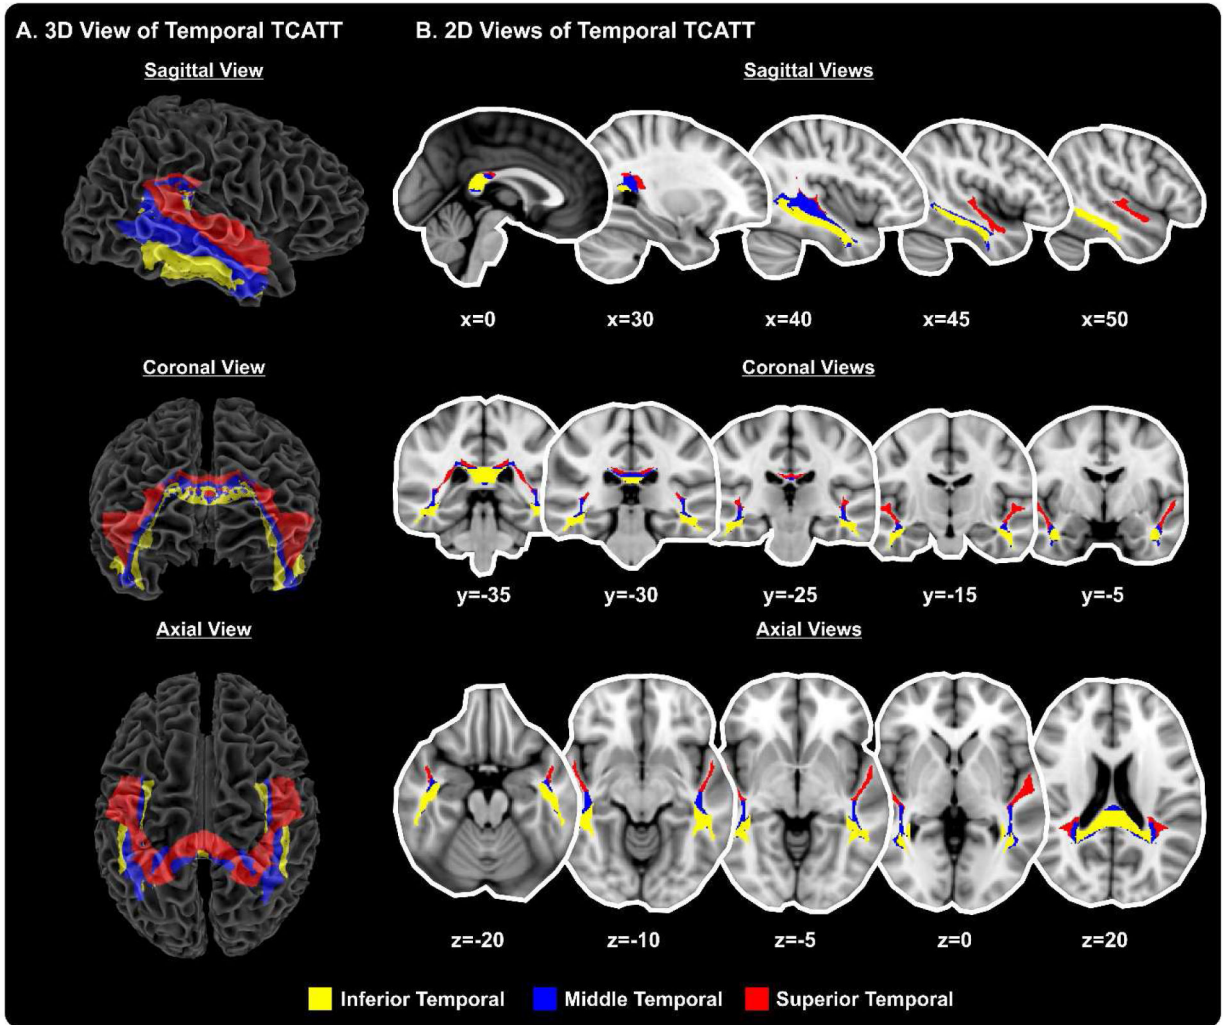 A. 3D View of Temporal TCATT
B. 2D Views of Temporal TCATT
Sagittal View
Sagittal Views
x=0
x=30
x=40
x=45
x=50
Coronal View
Coronal Views
y=-35
y=-30
y=-25
y=-15
y=-5
Axial View
Axial Views
z=-20
z=-10
z=-5
z=0
z=20
Inferior Temporal
Middle Temporal
Superior Temporal